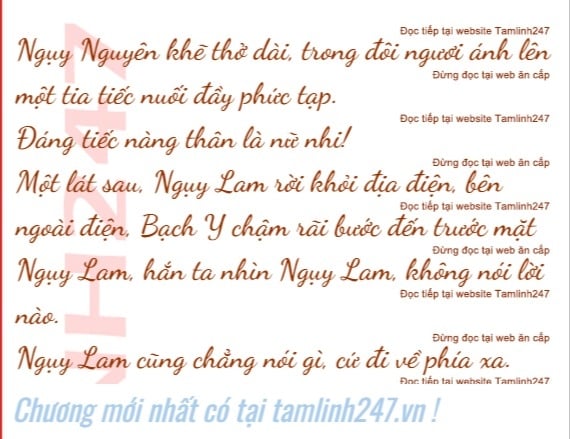 Đọc tiếp tại website Tamlinh247
Ngụy Nguyên khẽ thở dài, trong đôi ngươi ánh lên
Đừng đọc tại web ăn cắp
một tia tiếc nuối đầy phức tạp.
Đọc tiếp tại website Tamlinh247
Đáng tiếc nàng thân là nữ nhi!
Đừng đọc tại web ăn cắp
Một lát sau, Ngụy Lam rời khỏi địa điện, bên
Đọc tiếp tại website Tamlinh247
ngoài điện, Bạch Y chậm rãi bước đến trước mặt
Đừng đọc tại web ăn cắp
Ngụy Lam, hắn ta nhìn Ngụy Lam, không nói lời
Đọc tiếp tại website Tamlinh247
nào.
Đừng đọc tại web ăn cắp
Ngụy Lam cũng chẳng nói gì, cứ đi về phía xa.
Đọc tiếp tại website Tamlinh247
NH247
Chương mới nhất có tại tamlinh247.vn !